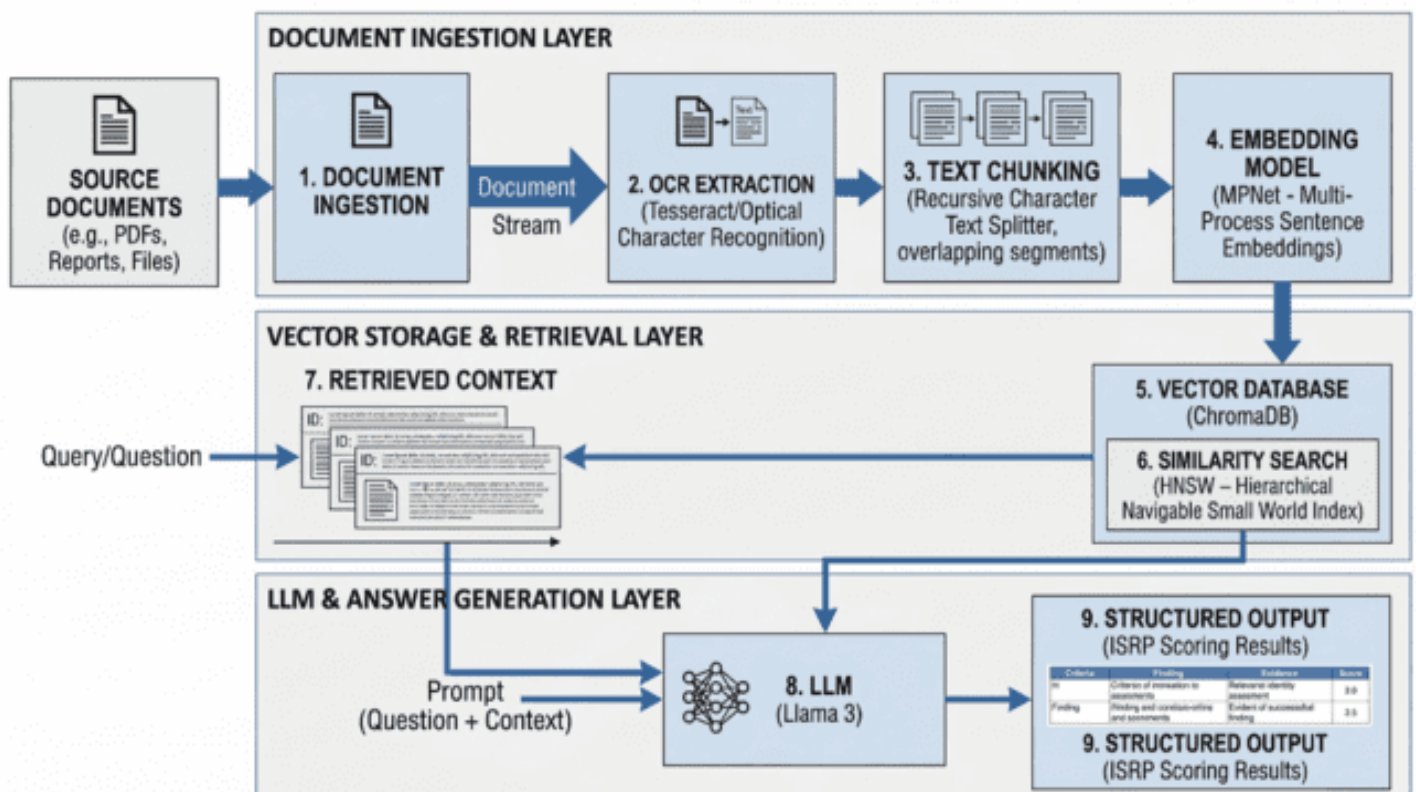 DOCUMENT INGESTION LAYER
SOURCE
DOCUMENTS
(e.g., PDFs,
Reports, Files)
1. DOCUMENT
INGESTION
Document
Stream
Text
2. OCR EXTRACTION
(Tesseract/Optical
Character Recognition)
3. TEXT CHUNKING
(Recursive Character
Text Splitter,
overlapping segments)
4. EMBEDDING
MODEL
(MPNet - Multi-
Process Sentence
Embeddings)
VECTOR STORAGE & RETRIEVAL LAYER
7. RETRIEVED CONTEXT
ID:
ID:
ID:
Query/Question
5. VECTOR DATABASE
(ChromaDB)
6. SIMILARITY SEARCH
(HNSW – Hierarchical
Navigable Small World Index)
LLM & ANSWER GENERATION LAYER
Prompt
(Question + Context)
8. LLM
(Llama 3)
9. STRUCTURED OUTPUT
(ISRP Scoring Results)
Criteria Finding Evidence Score
assessments assessment
Finding
finding
9. STRUCTURED OUTPUT
(ISRP Scoring Results)